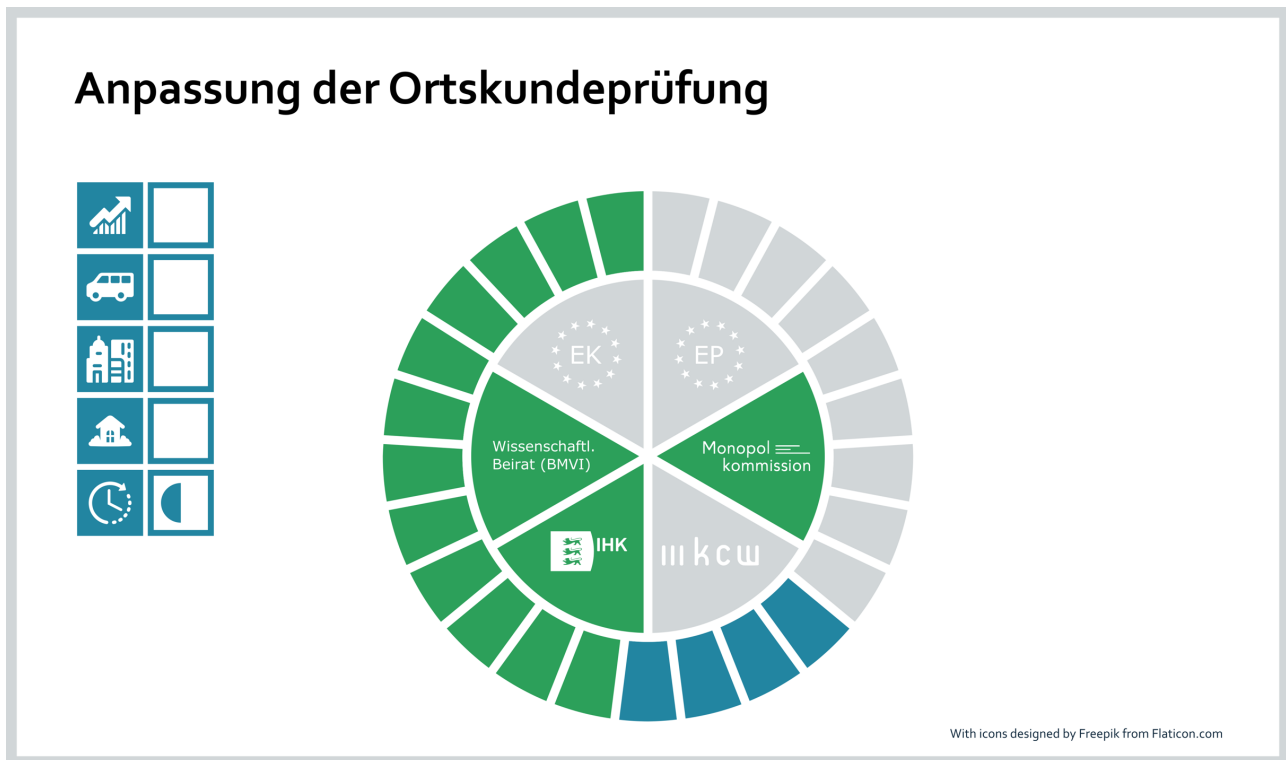 Anpassung der Ortskundeprüfung
EK
EP
Wissenschaftl.
Beirat (BMVI)
Monopol
kommission
IHK
kcw
With icons designed by Freepik from Flaticon.com